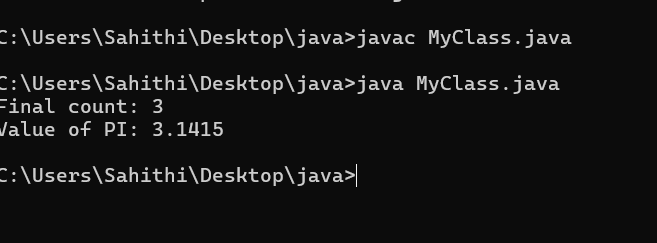 C:\Users\Sahithi\Desktop\java>javac MyClass.java
C:\Users\Sahithi\Desktop\java>java MyClass.java
Final count: 3
Value of PI: 3.1415
C:\Users\Sahithi\Desktop\java>